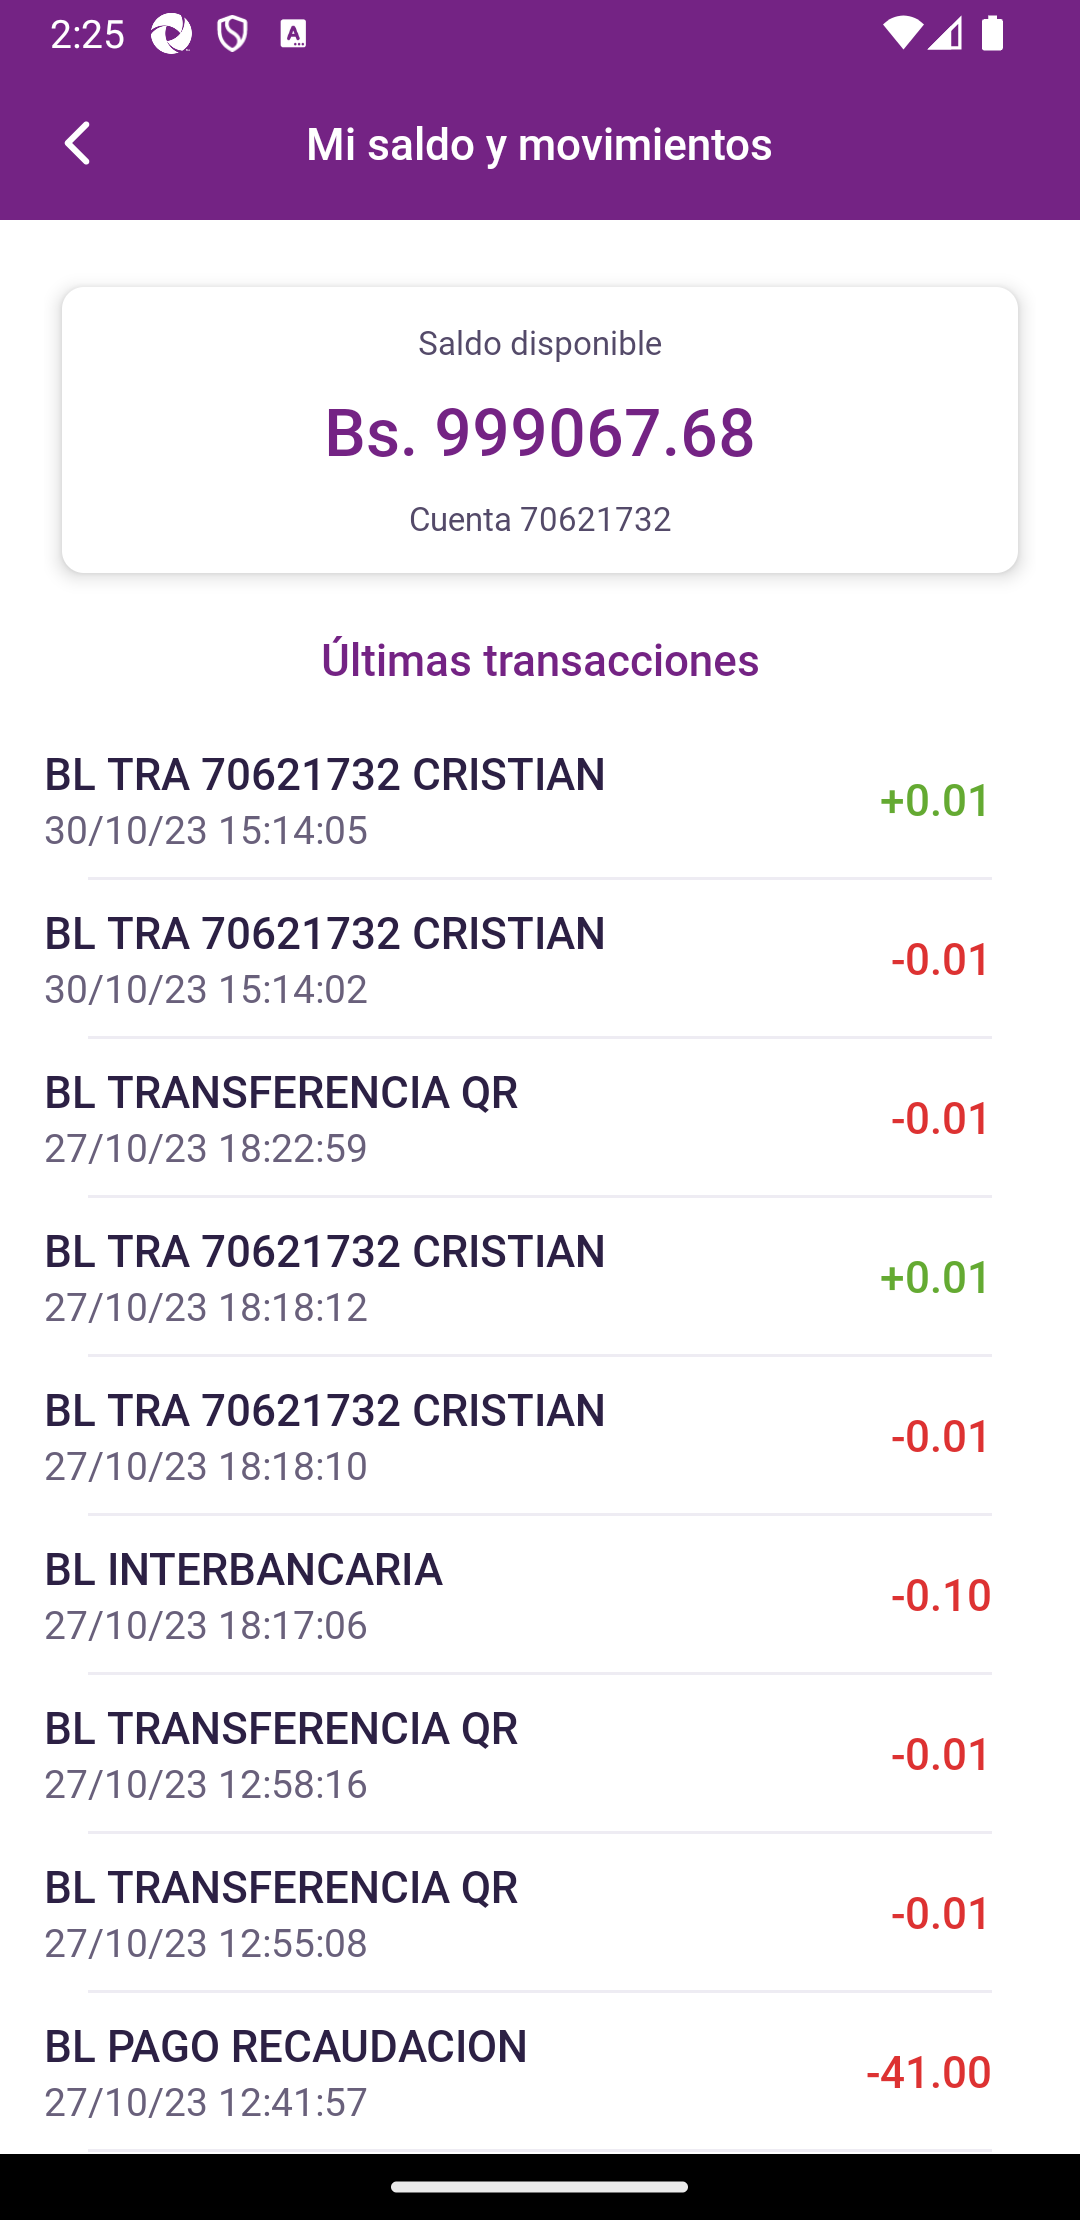 2:25
Mi saldo y movimientos
Saldo disponible
Bs. 999067.68
Cuenta 70621732
Últimas transacciones
BL TRA 70621732 CRISTIAN
30/10/23 15:14:05
+0.01
BL TRA 70621732 CRISTIAN
30/10/23 15:14:02
-0.01
BL TRANSFERENCIA QR
27/10/23 18:22:59
-0.01
BL TRA 70621732 CRISTIAN
27/10/23 18:18:12
+0.01
BL TRA 70621732 CRISTIAN
27/10/23 18:18:10
-0.01
BL INTERBANCARIA
27/10/23 18:17:06
-0.10
BL TRANSFERENCIA QR
27/10/23 12:58:16
-0.01
BL TRANSFERENCIA QR
27/10/23 12:55:08
-0.01
BL PAGO RECAUDACION
27/10/23 12:41:57
-41.00